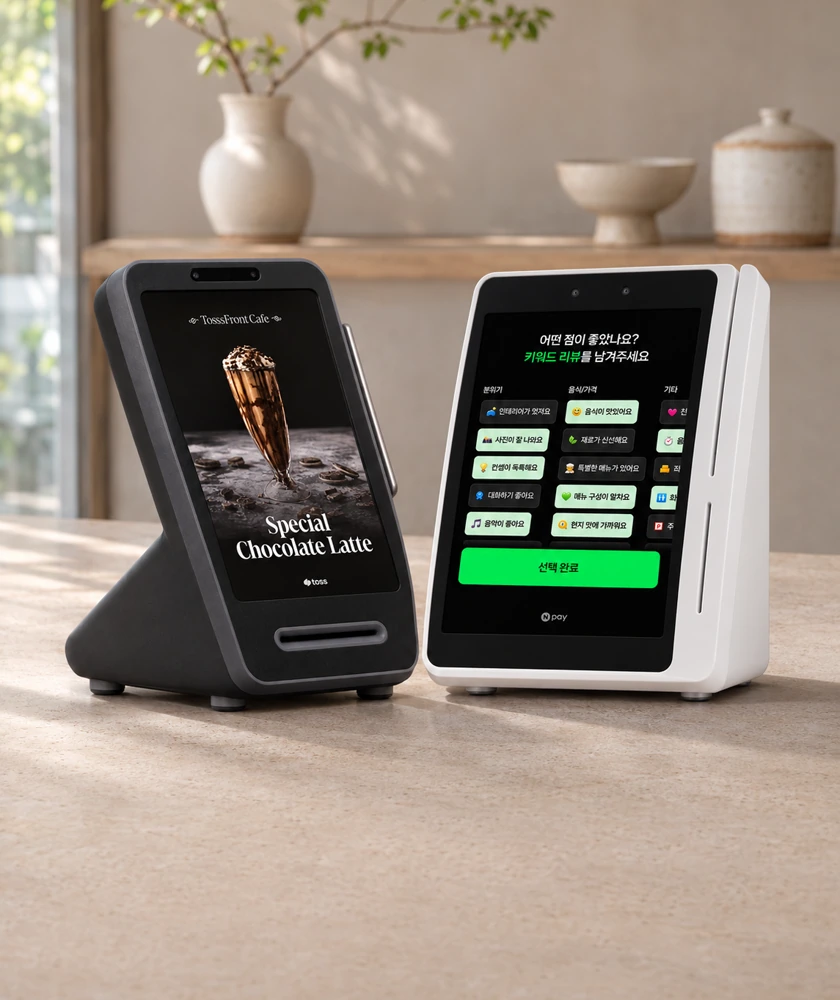 TosssFront Cafe
Special
Chocolate Latte
toss
어떤 점이 좋았나요?
키워드 리뷰를 남겨주세요
분위기 음식/가격 기타
인테리어가 멋져요 음식이 맛있어요 친
사진이 잘 나와요 재료가 신선해요 음
컨셉이 독특해요 특별한 메뉴가 있어요
대화하기 좋아요 메뉴 구성이 알차요 화
음악이 좋아요 현지 맛에 가까워요 주
선택 완료
N pay